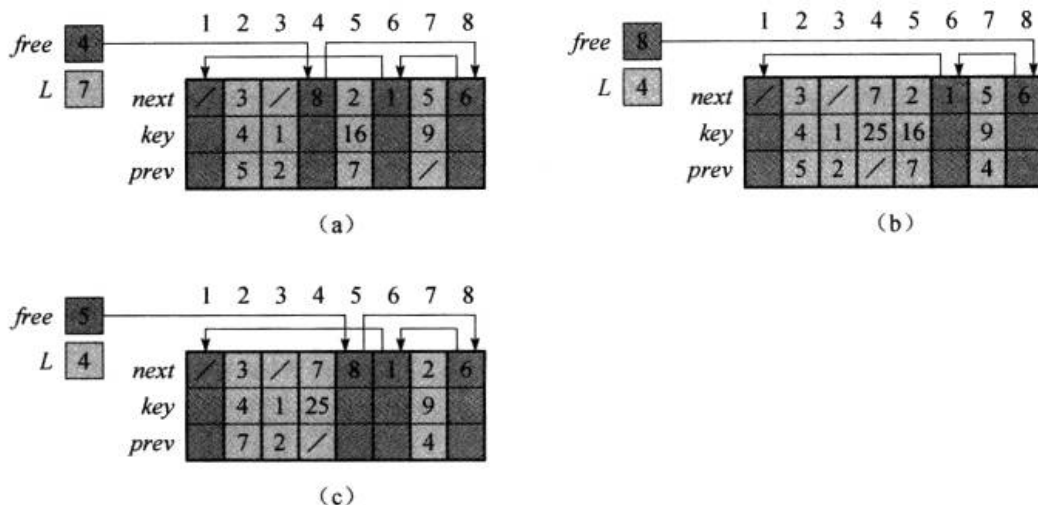 1 2 3 4 5 6 7 8
free 4
L 7
next / 3 / 8 2 1 5 6
key 4 1 16 9
prev 5 2 7 /
(a)
1 2 3 4 5 6 7 8
free 8
L 4
next / 3 / 7 2 1 5 6
key 4 1 25 16 9
prev 5 2 / 7 4
(b)
1 2 3 4 5 6 7 8
free 5
L 4
next / 3 / 7 8 1 2 6
key 4 1 25 9
prev 7 2 / 4
(c)